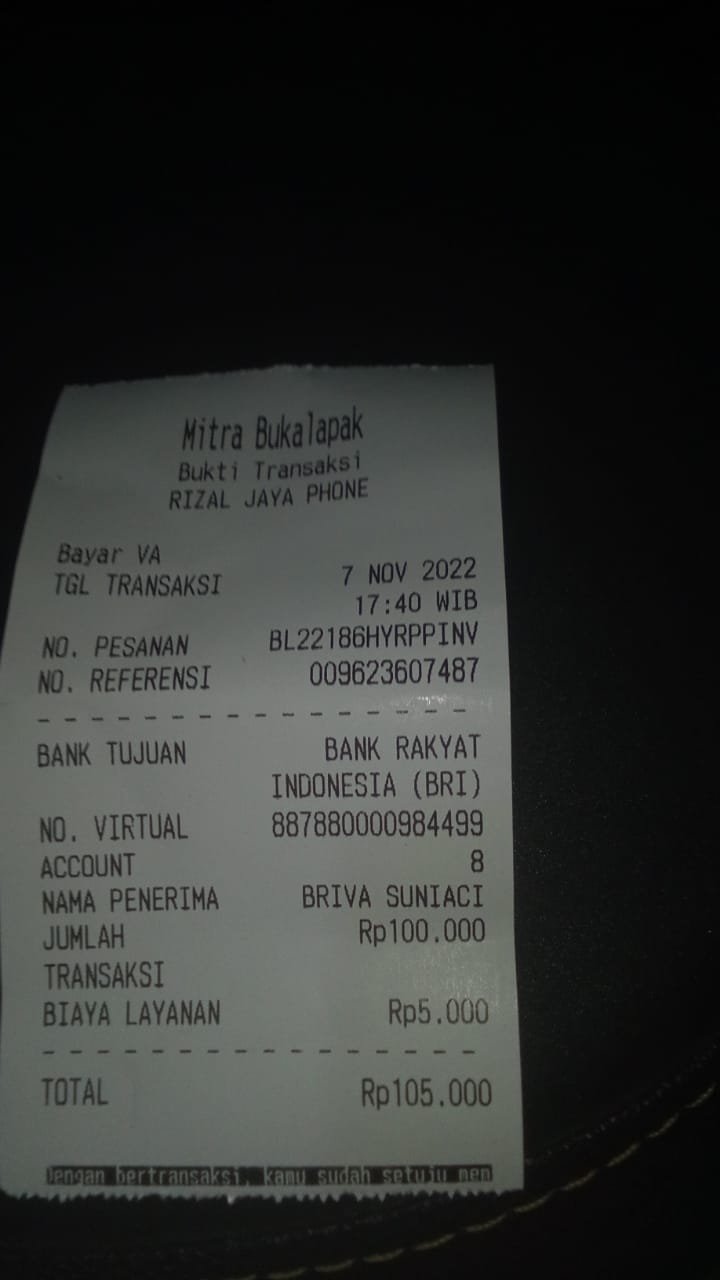 Mitra Bukalapak
Bukti Transaksi
RIZAL JAYA PHONE
Bayar VA
TGL TRANSAKSI 7 NOV 2022
17:40 WIB
NO. PESANAN BL22186HYRPPINV
NO. REFERENSI 009623607487
BANK TUJUAN BANK RAKYAT
INDONESIA (BRI)
NO. VIRTUAL 887880000984499
ACCOUNT 8
NAMA PENERIMA BRIVA SUNIACI
JUMLAH Rp100.000
TRANSAKSI
BIAYA LAYANAN Rp5.000
TOTAL Rp105.000
Dengan bertransaksi, kamu sudah setuju men